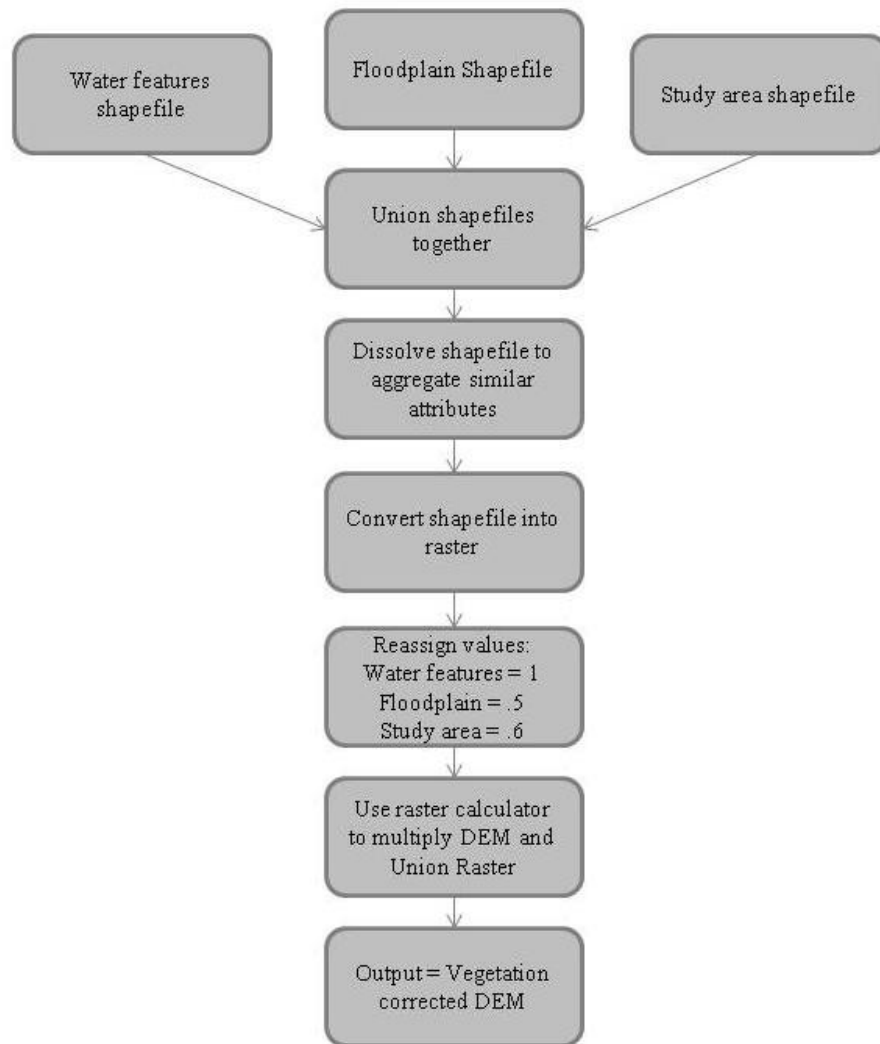 Water features
shapefile
Floodplain Shapefile
Study area shapefile
Union shapefiles
together
Dissolve shapefile to
aggregate similar
attributes
Convert shapefile into
raster
Reassign values:
Water features = 1
Floodplain = .5
Study area = .6
Use raster calculator
to multiply DEM and
Union Raster
Output = Vegetation
corrected DEM